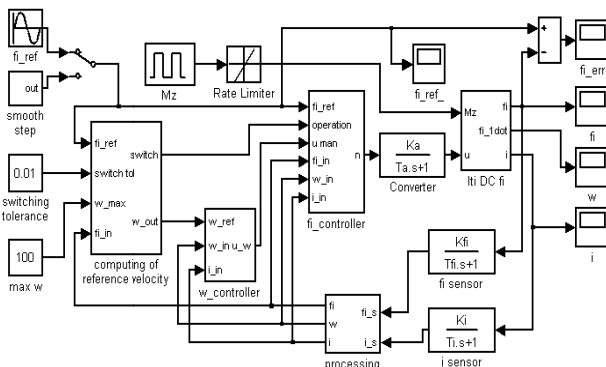 fi_ref
out
smooth
step
0.01
switching
tolerance
100
max w
fi_ref
switch tol
w_max
fi_in
switch
w_out
computing of
reference velocity
w_ref
w_in
i_in
u_w
w_controller
Mz
Rate Limiter
fi_ref
operation
u man
fi_in
w_in
i_in
n
fi_controller
fi_ref_
Ka
Ta.s+1
Converter
Mz
u
fi
fi_1dot
i
lti DC fi
+
−
fi_err
fi
w
i
Kfi
Tfi.s+1
fi sensor
Ki
Ti.s+1
i sensor
fi
w
i
fi_s
i_s
processing